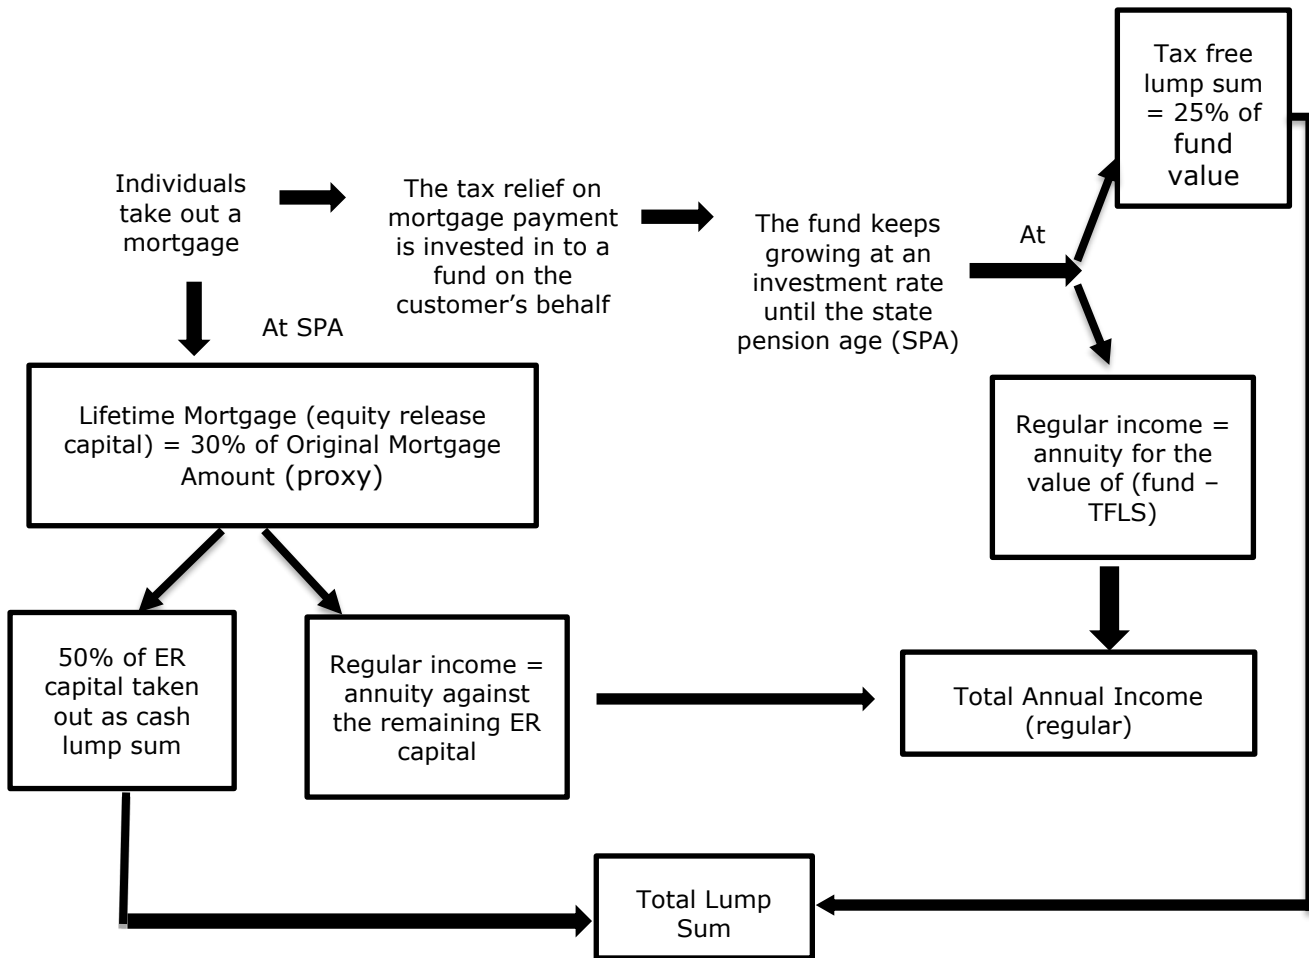 Individuals
take out a
mortgage
The tax relief on
mortgage payment
is invested in to a
fund on the
customer’s behalf
The fund keeps
growing at an
investment rate
until the state
pension age (SPA)
At
Tax free
lump sum
= 25% of
fund
value
At SPA
Lifetime Mortgage (equity release
capital) = 30% of Original Mortgage
Amount (proxy)
Regular income =
annuity for the
value of (fund –
TFLS)
50% of ER
capital taken
out as cash
lump sum
Regular income =
annuity against
the remaining ER
capital
Total Annual Income
(regular)
Total Lump
Sum